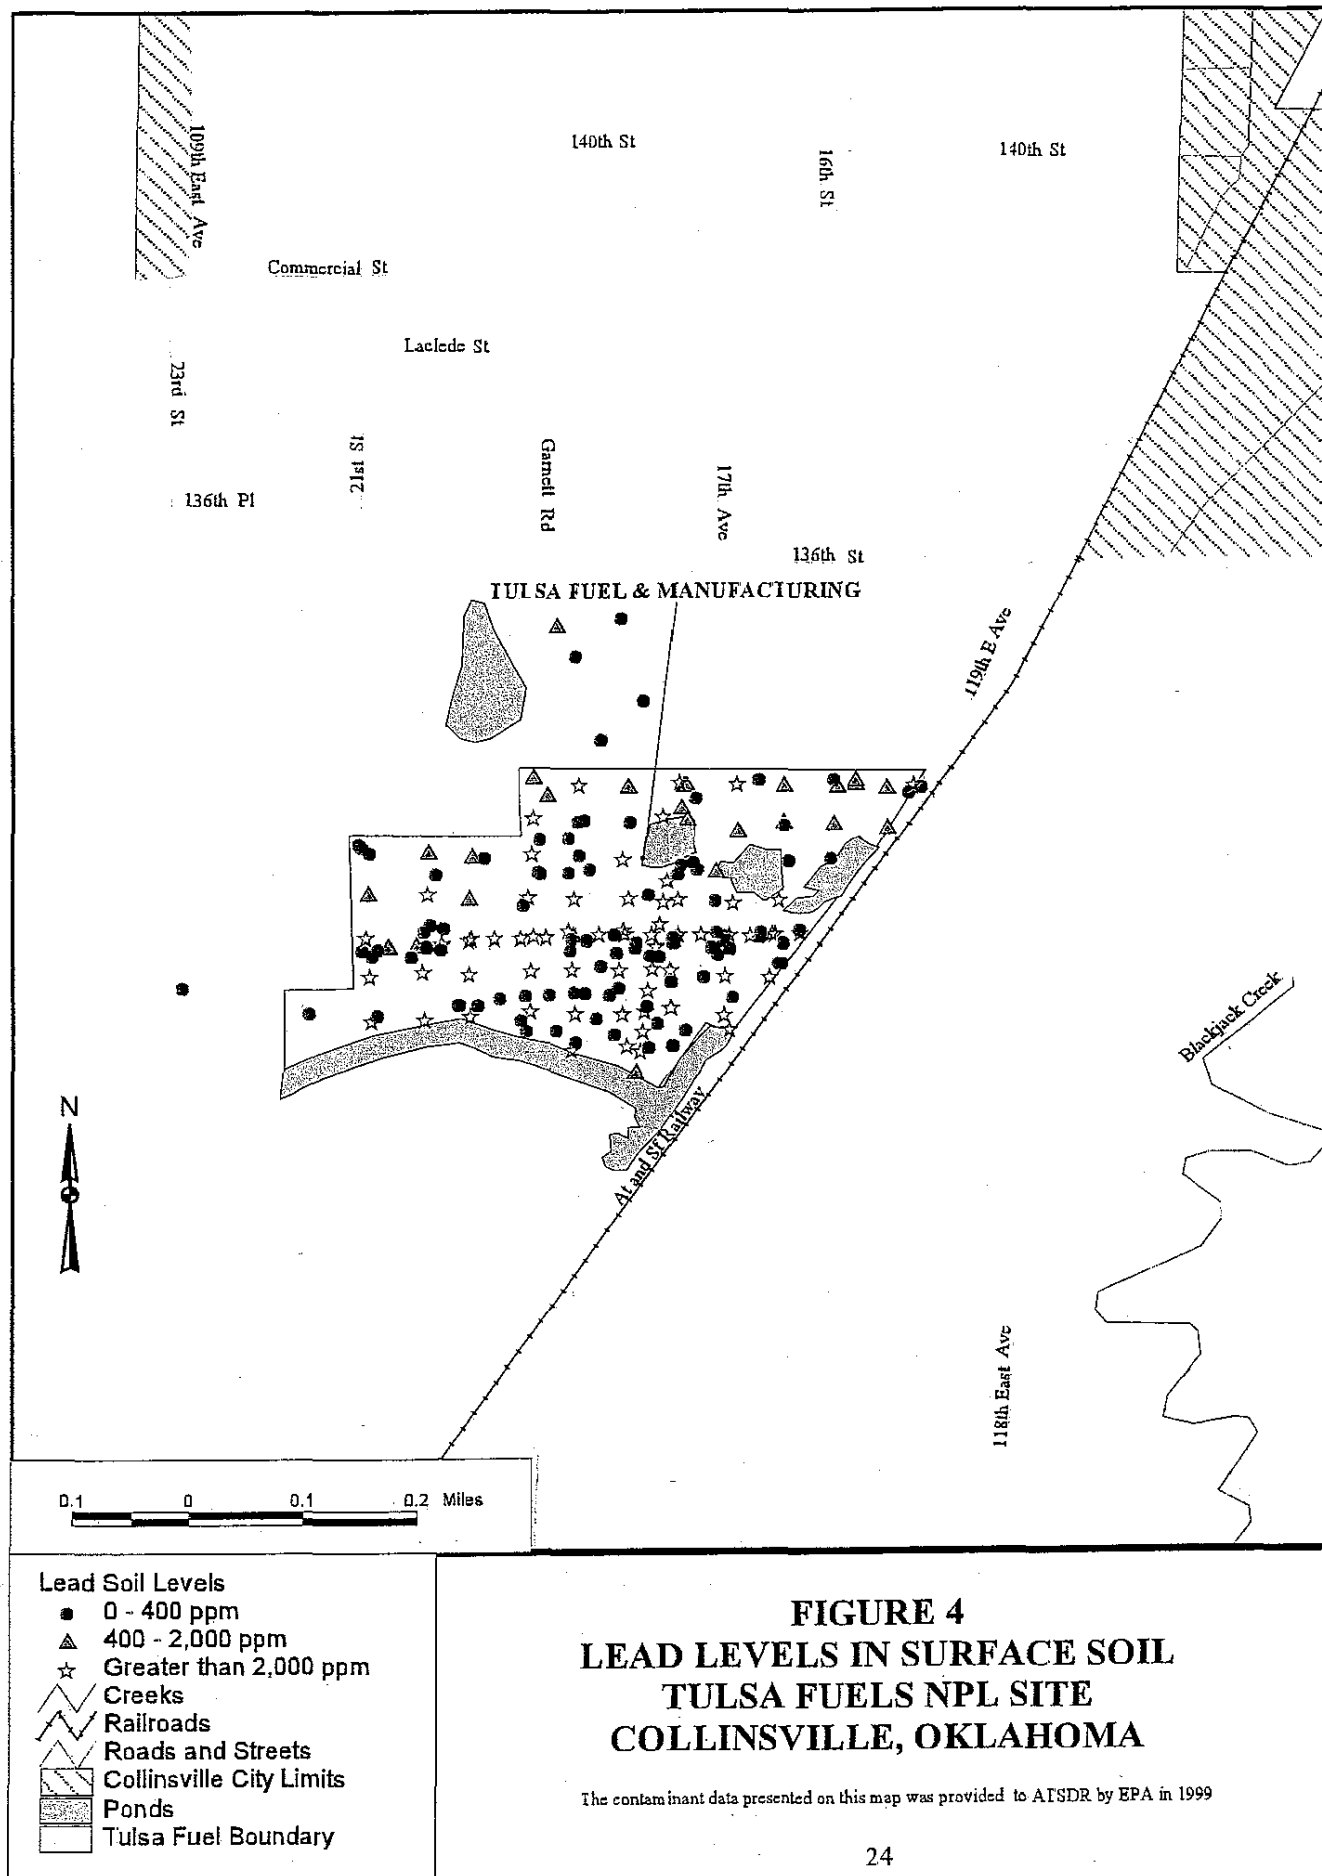 109th East Ave
140th St
16th St
140th St
Commercial St
Laclede St
23rd St
21st St
Garnett Rd
17th Ave
136th Pl
136th St
TULSA FUEL & MANUFACTURING
119th E Ave
Blackjack Creek
N
At and Sf Railway
118th East Ave
0.1 0 0.1 0.2 Miles
Lead Soil Levels
0 - 400 ppm
400 - 2,000 ppm
Greater than 2,000 ppm
Creeks
Railroads
Roads and Streets
Collinsville City Limits
Ponds
Tulsa Fuel Boundary
FIGURE 4
LEAD LEVELS IN SURFACE SOIL
TULSA FUELS NPL SITE
COLLINSVILLE, OKLAHOMA
The contaminant data presented on this map was provided to ATSDR by EPA in 1999
24